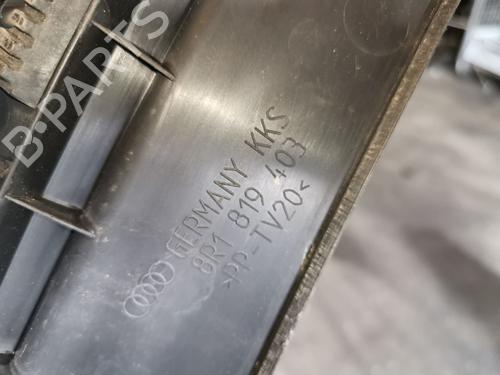 B-PARTS
GERMANY KKS
8R1 819 403
>PP-TV20<